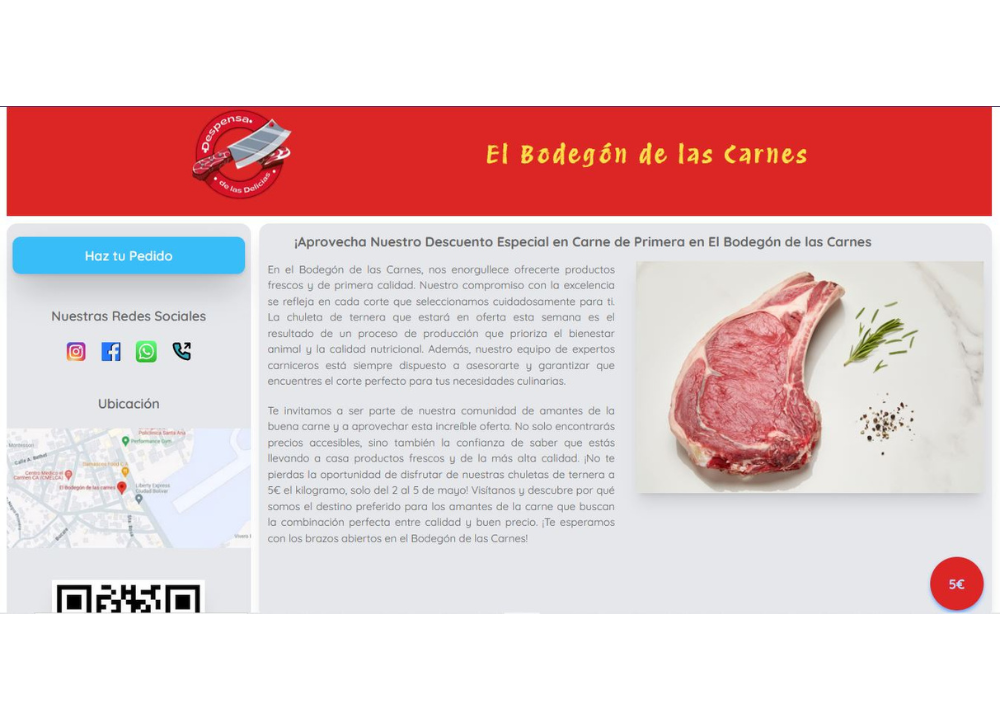 Despensa
de las Delicias
El Bodegón de las Carnes
Haz tu Pedido
Nuestras Redes Sociales
Ubicación
Performance Gym
Calle A. Bethel
El Bodegón de las carnes
Liberty Express
Ciudad Bolívar
¡Aprovecha Nuestro Descuento Especial en Carne de Primera en El Bodegón de las Carnes
En el Bodegón de las Carnes, nos enorgullece ofrecerte productos
frescos y de primera calidad. Nuestro compromiso con la excelencia
se refleja en cada corte que seleccionamos cuidadosamente para ti.
La chuleta de ternera que estará en oferta esta semana es el
resultado de un proceso de producción que prioriza el bienestar
animal y la calidad nutricional. Además, nuestro equipo de expertos
carniceros está siempre dispuesto a asesorarte y garantizar que
encuentres el corte perfecto para tus necesidades culinarias.
Te invitamos a ser parte de nuestra comunidad de amantes de la
buena carne y a aprovechar esta increíble oferta. No solo encontrarás
precios accesibles, sino también la confianza de saber que estás
llevando a casa productos frescos y de la más alta calidad. ¡No te
pierdas la oportunidad de disfrutar de nuestras chuletas de ternera a
5€ el kilogramo, solo del 2 al 5 de mayo! Visítanos y descubre por qué
somos el destino preferido para los amantes de la carne que buscan
la combinación perfecta entre calidad y buen precio. ¡Te esperamos
con los brazos abiertos en el Bodegón de las Carnes!
5€